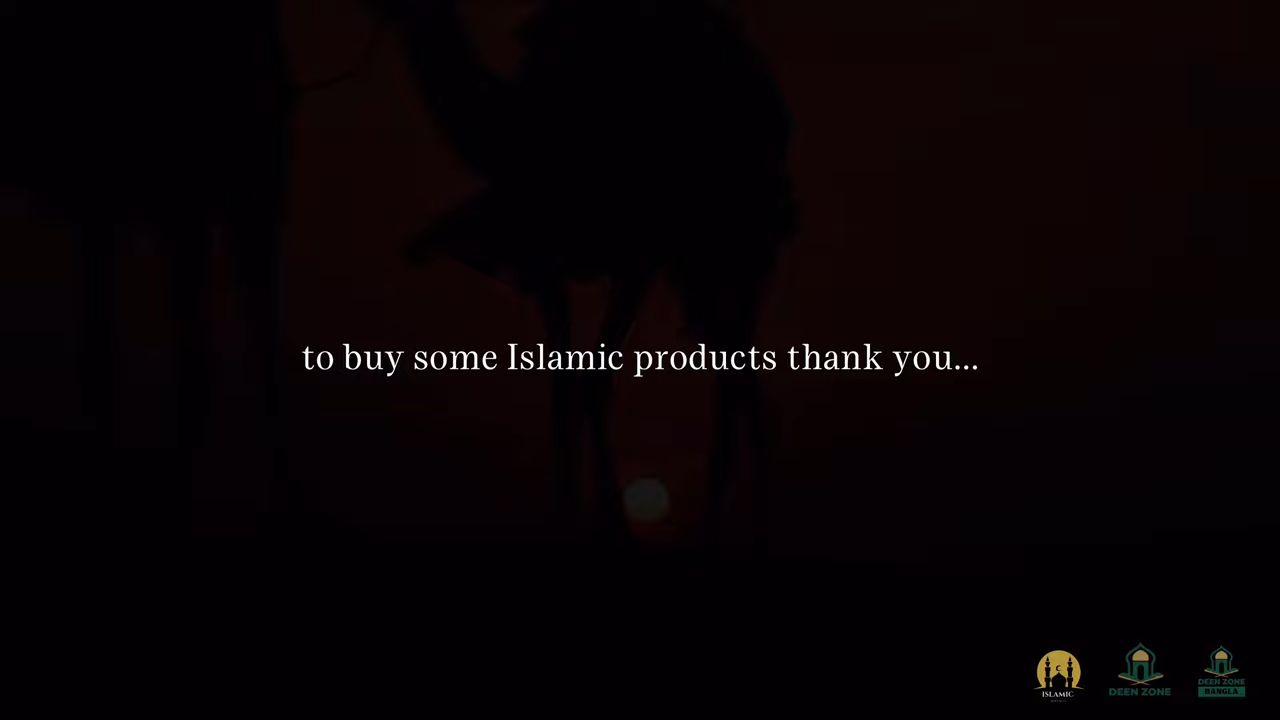 to buy some Islamic products thank you...
ISLAMIC
DEEN ZONE
DEEN ZONE
BANGLA